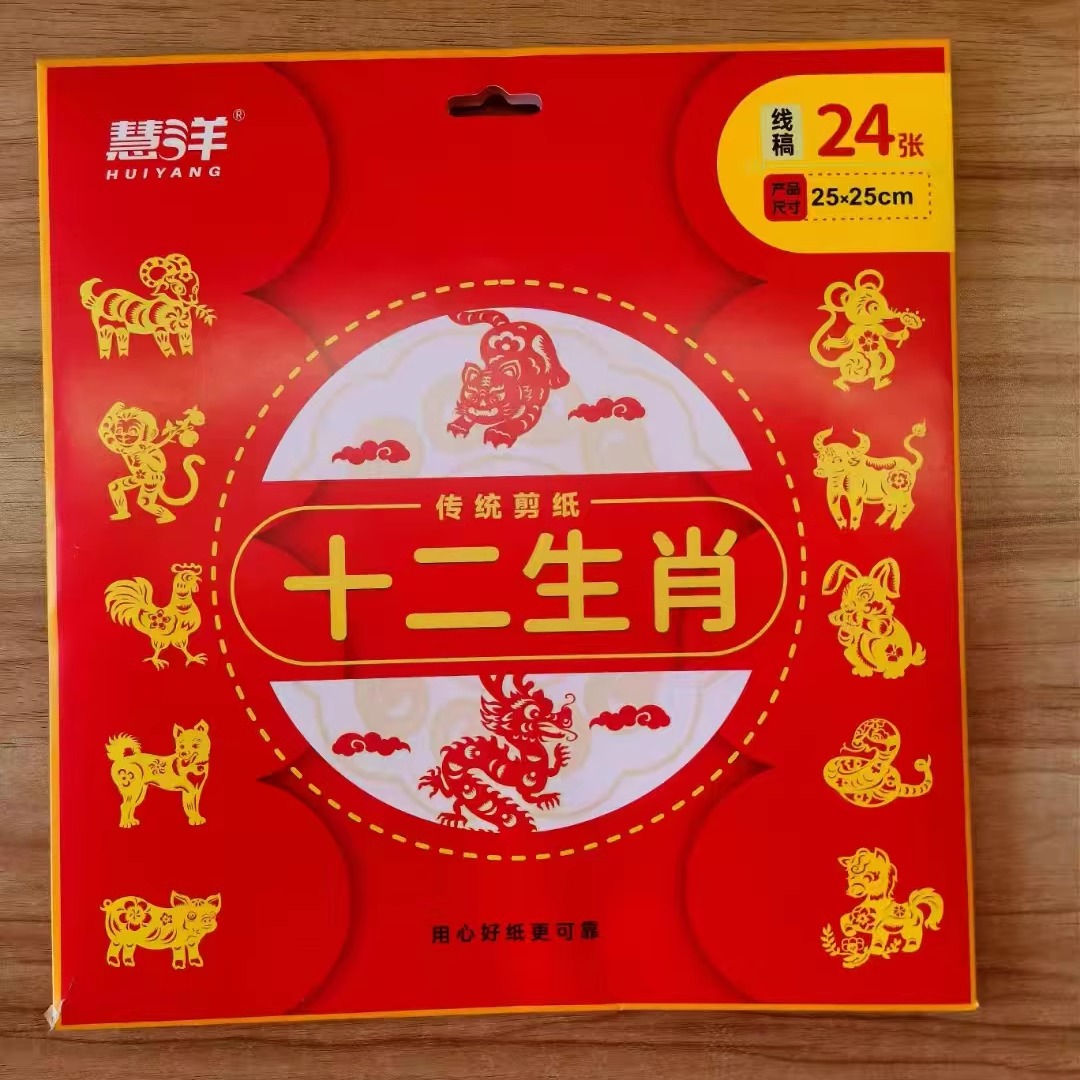 慧洋®
HUIYANG
线稿 24张
产品尺寸 25×25cm
传统剪纸
十二生肖
用心好纸更可靠